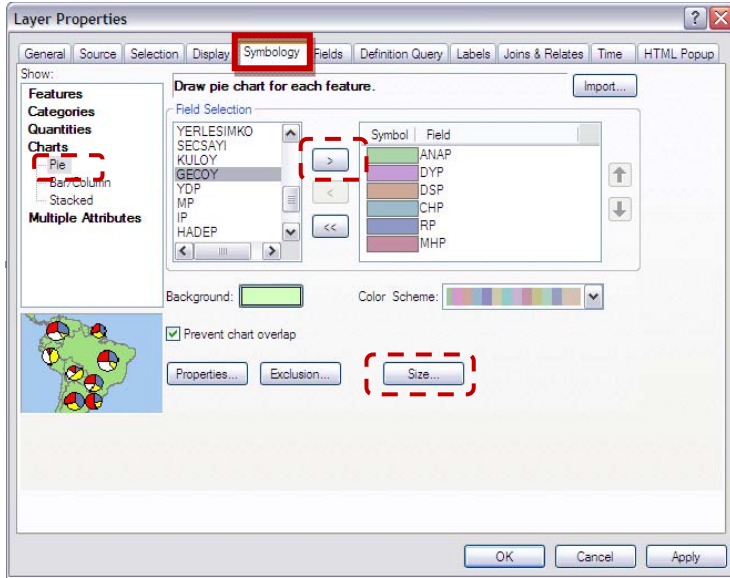 Layer Properties
?
General Source Selection Display Symbology Fields Definition Query Labels Joins & Relates Time HTML Popup
Show:
Features
Categories
Quantities
Charts
Pie
Bar/Column
Stacked
Multiple Attributes
Draw pie chart for each feature.
Import...
Field Selection
YERLESIMKO
SECSAYI
KULOY
GECOY
YDP
MP
IP
HADEP
>
<
<<
Symbol Field
ANAP
DYP
DSP
CHP
RP
MHP
Background:
Color Scheme:
Prevent chart overlap
Properties... Exclusion... Size...
OK Cancel Apply